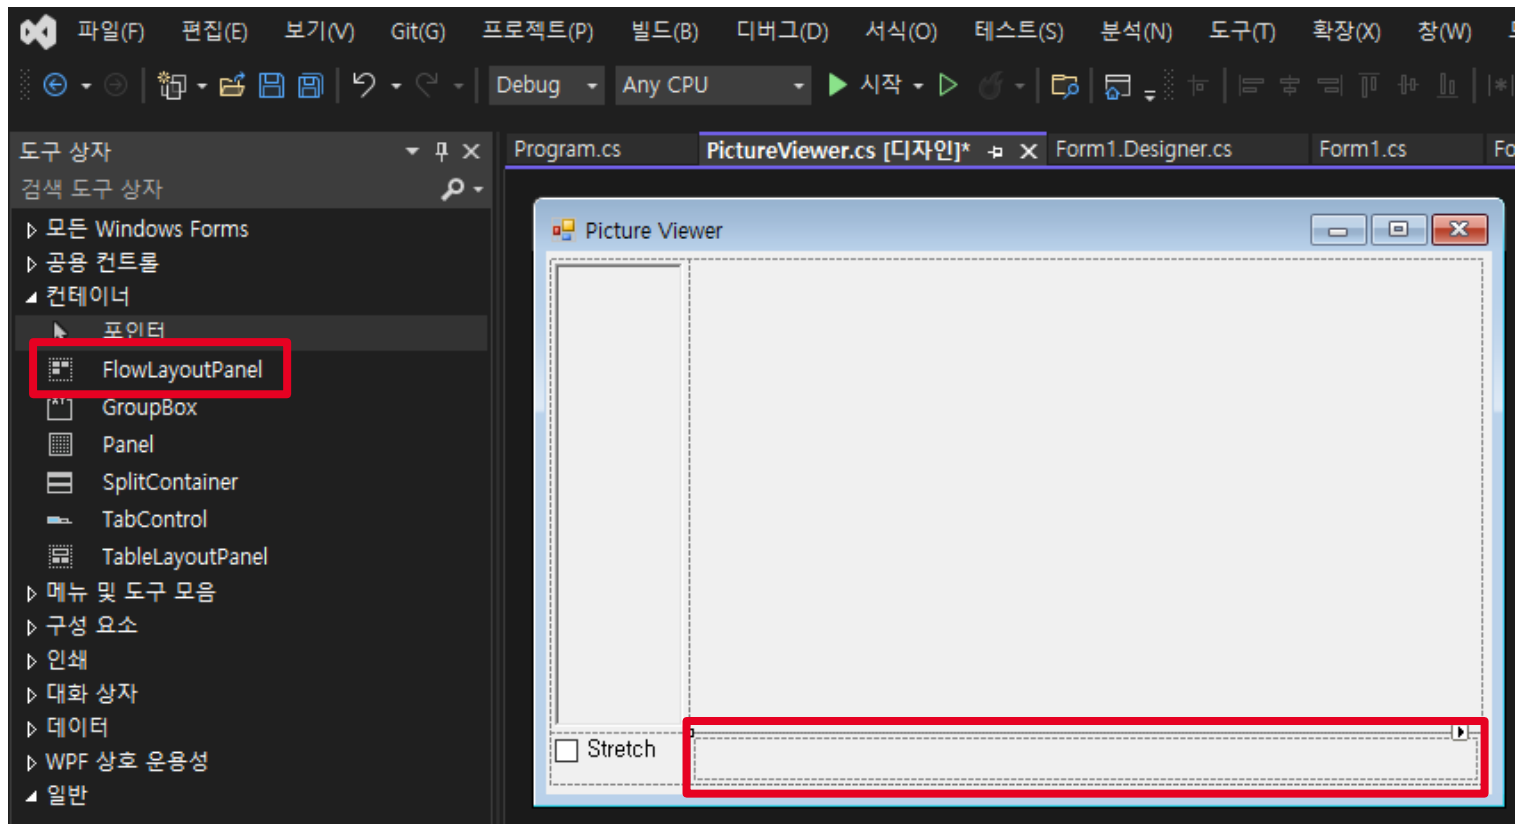 파일(F) 편집(E) 보기(V) Git(G) 프로젝트(P) 빌드(B) 디버그(D) 서식(O) 테스트(S) 분석(N) 도구(T) 확장(X) 창(W)
Debug Any CPU 시작
도구 상자 Program.cs PictureViewer.cs [디자인]* Form1.Designer.cs Form1.cs Fo
검색 도구 상자
모든 Windows Forms
공용 컨트롤
컨테이너
포인터
FlowLayoutPanel
GroupBox
Panel
SplitContainer
TabControl
TableLayoutPanel
메뉴 및 도구 모음
구성 요소
인쇄
대화 상자
데이터
WPF 상호 운용성
일반
Picture Viewer
Stretch